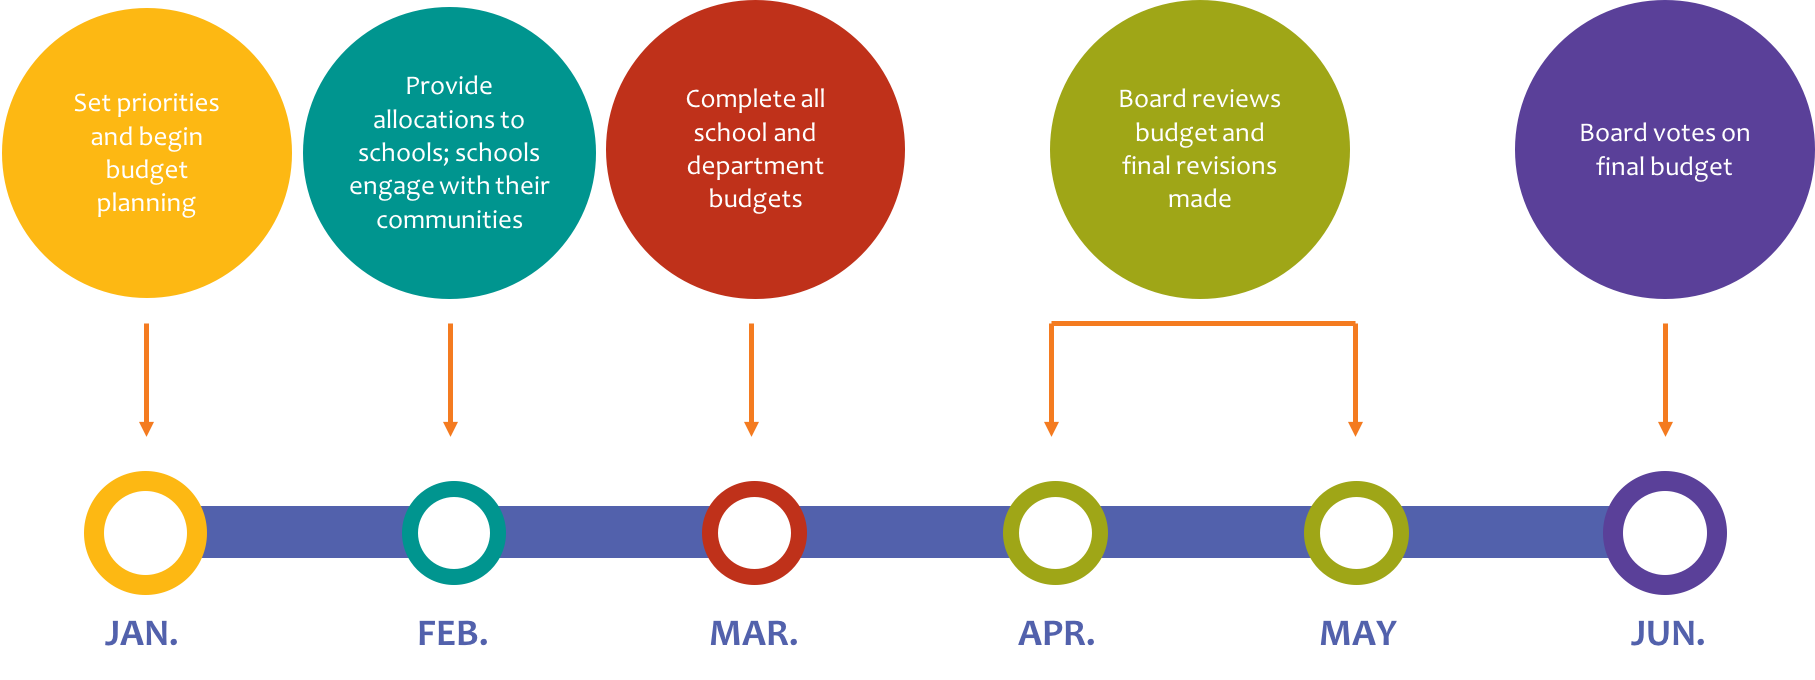 Set priorities
and begin
budget
planning
Provide
allocations to
schools; schools
engage with their
communities
Complete all
school and
department
budgets
Board reviews
budget and
final revisions
made
Board votes on
final budget
JAN.
FEB.
MAR.
APR.
MAY
JUN.